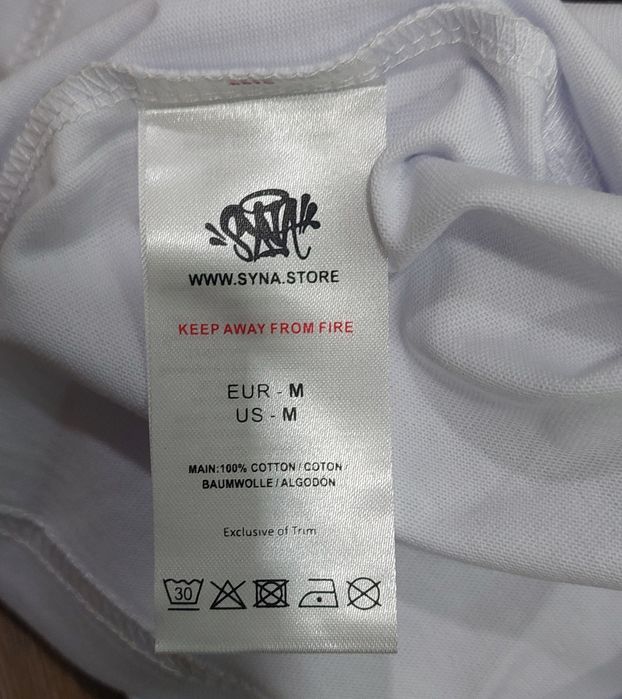 SYNA
WWW.SYNA.STORE
KEEP AWAY FROM FIRE
EUR - M
US - M
MAIN:100% COTTON / COTON /
BAUMWOLLE / ALGODÓN
Exclusive of Trim
30